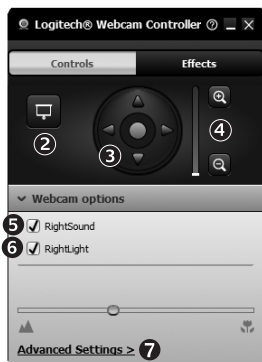 Logitech® Webcam Controller
Controls Effects
2
3
4
Webcam options
5 RightSound
6 RightLight
Advanced Settings > 7